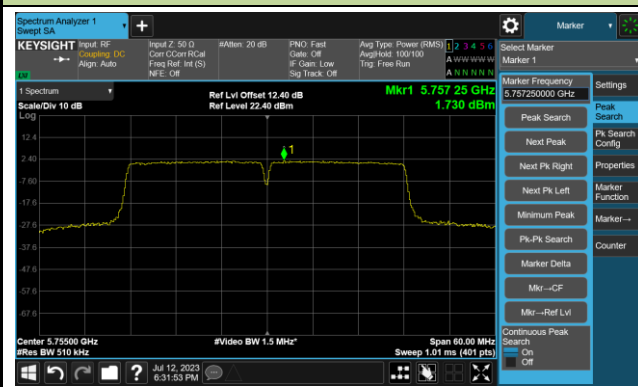 Spectrum Analyzer 1
Swept SA
+
Marker
KEYSIGHT
Input: RF
Coupling: DC
Align: Auto
Input Z: 50 Ω
Corr CCorr RCal
Freq Ref: Int (S)
NFE: Off
#Atten: 20 dB
PNO: Fast
Gate: Off
IF Gain: Low
Sig Track: Off
Avg Type: Power (RMS)
Avg|Hold: 100/100
Trig: Free Run
1 2 3 4 5 6
A W W W W W
A N N N N N
LXI
Select Marker
Marker 1
1 Spectrum
Scale/Div 10 dB
Log
Ref Lvl Offset 12.40 dB
Ref Level 22.40 dBm
Mkr1 5.757 25 GHz
1.730 dBm
1
12.4
2.40
-7.60
-17.6
-27.6
-37.6
-47.6
-57.6
-67.6
Center 5.75500 GHz
#Res BW 510 kHz
#Video BW 1.5 MHz*
Span 60.00 MHz
Sweep 1.01 ms (401 pts)
Marker Frequency
5.757250000 GHz
Peak Search
Next Peak
Next Pk Right
Next Pk Left
Minimum Peak
Pk-Pk Search
Marker Delta
Mkr→CF
Mkr→Ref Lvl
Continuous Peak
Search
On
Off
Settings
Peak
Search
Pk Search
Config
Properties
Marker
Function
Marker→
Counter
?
Jul 12, 2023
6:31:53 PM